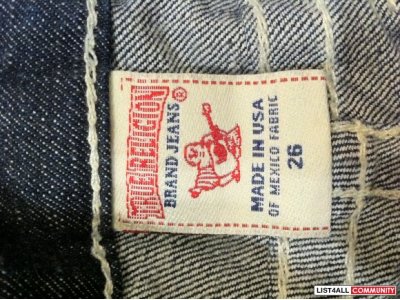 TRUE RELIGION
BRAND JEANS ®
MADE IN USA
OF MEXICO FABRIC
26
LIST4ALL COMMUNITY